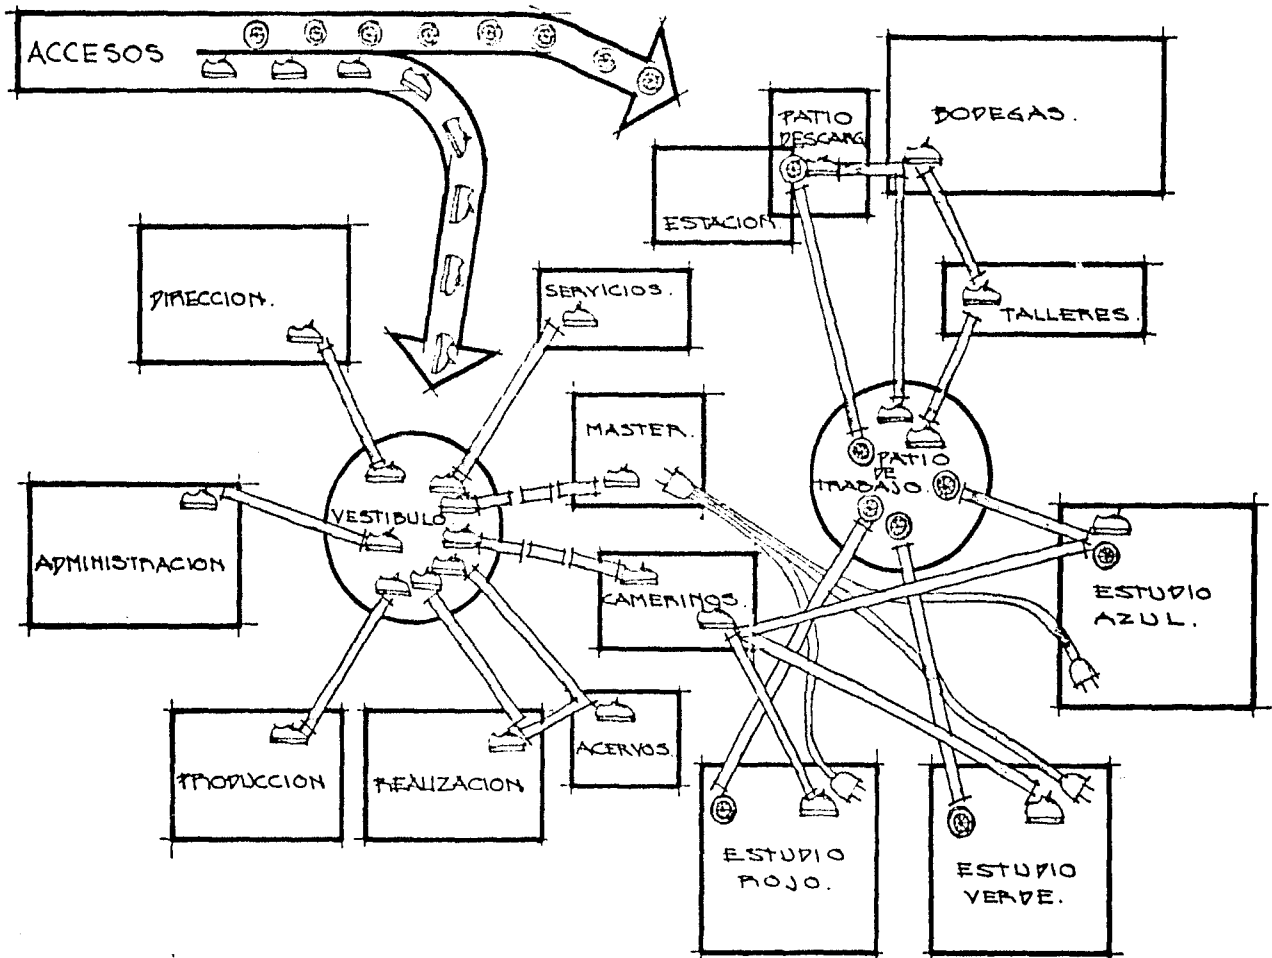 ACCESOS
PATIO
DESCARG
BODEGAS.
ESTACION.
DIRECCION.
SERVICIOS.
TALLERES.
MASTER.
PATIO
DE
TRABAJO.
VESTIBULO
ADMINISTRACION
CAMERINOS.
ESTUDIO
AZUL.
PRODUCCION
REALIZACION
ACERVOS.
ESTUDIO
ROJO.
ESTUDIO
VERDE.